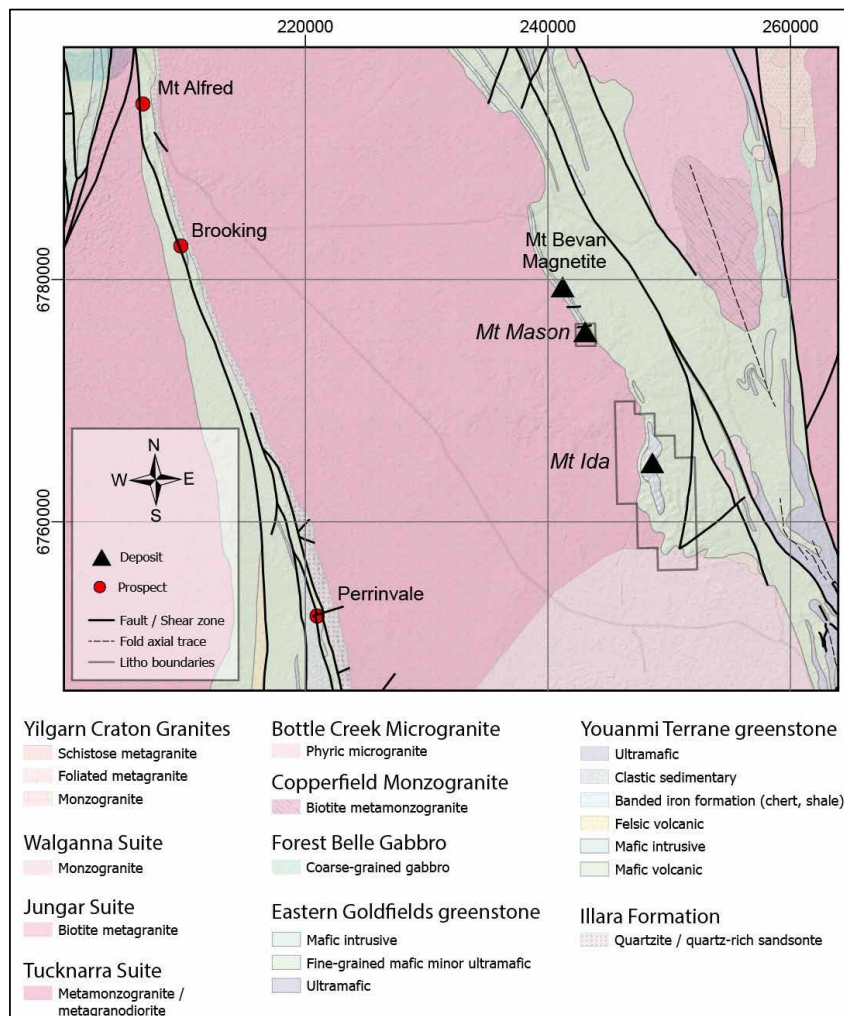 220000
240000
260000
Mt Alfred
Brooking
6780000
Mt Bevan
Magnetite
Mt Mason
Mt Ida
6760000
N
W
E
S
Deposit
Prospect
Fault / Shear zone
Fold axial trace
Litho boundaries
Perrinvale
Yilgarn Craton Granites
Schistose metagranite
Foliated metagranite
Monzogranite
Walganna Suite
Monzogranite
Jungar Suite
Biotite metagranite
Tucknarra Suite
Metamonzogranite /
metagranodiorite
Bottle Creek Microgranite
Phyric microgranite
Copperfield Monzogranite
Biotite metamonzogranite
Forest Belle Gabbro
Coarse-grained gabbro
Eastern Goldfields greenstone
Mafic intrusive
Fine-grained mafic minor ultramafic
Ultramafic
Youanmi Terrane greenstone
Ultramafic
Clastic sedimentary
Banded iron formation (chert, shale)
Felsic volcanic
Mafic intrusive
Mafic volcanic
Illara Formation
Quartzite / quartz-rich sandsonte